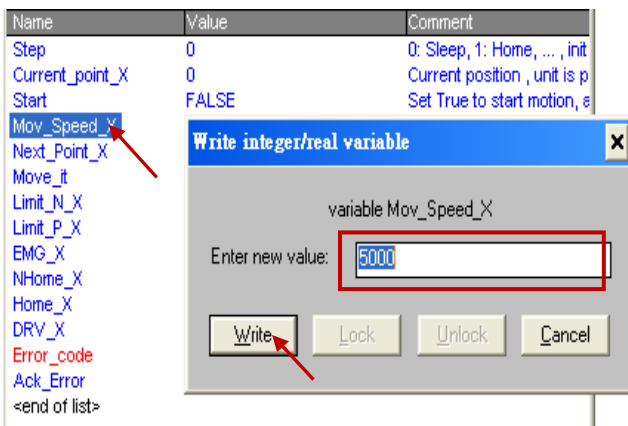 Name Value Comment
Step 0 0: Sleep, 1: Home, ... , init
Current_point_X 0 Current position , unit is p
Start FALSE Set True to start motion, a
Mov_Speed_X
Next_Point_X
Move_it
Limit_N_X
Limit_P_X
EMG_X
NHome_X
Home_X
DRV_X
Error_code
Ack_Error
<end of list>
Write integer/real variable
variable Mov_Speed_X
Enter new value: 5000
Write Lock Unlock Cancel